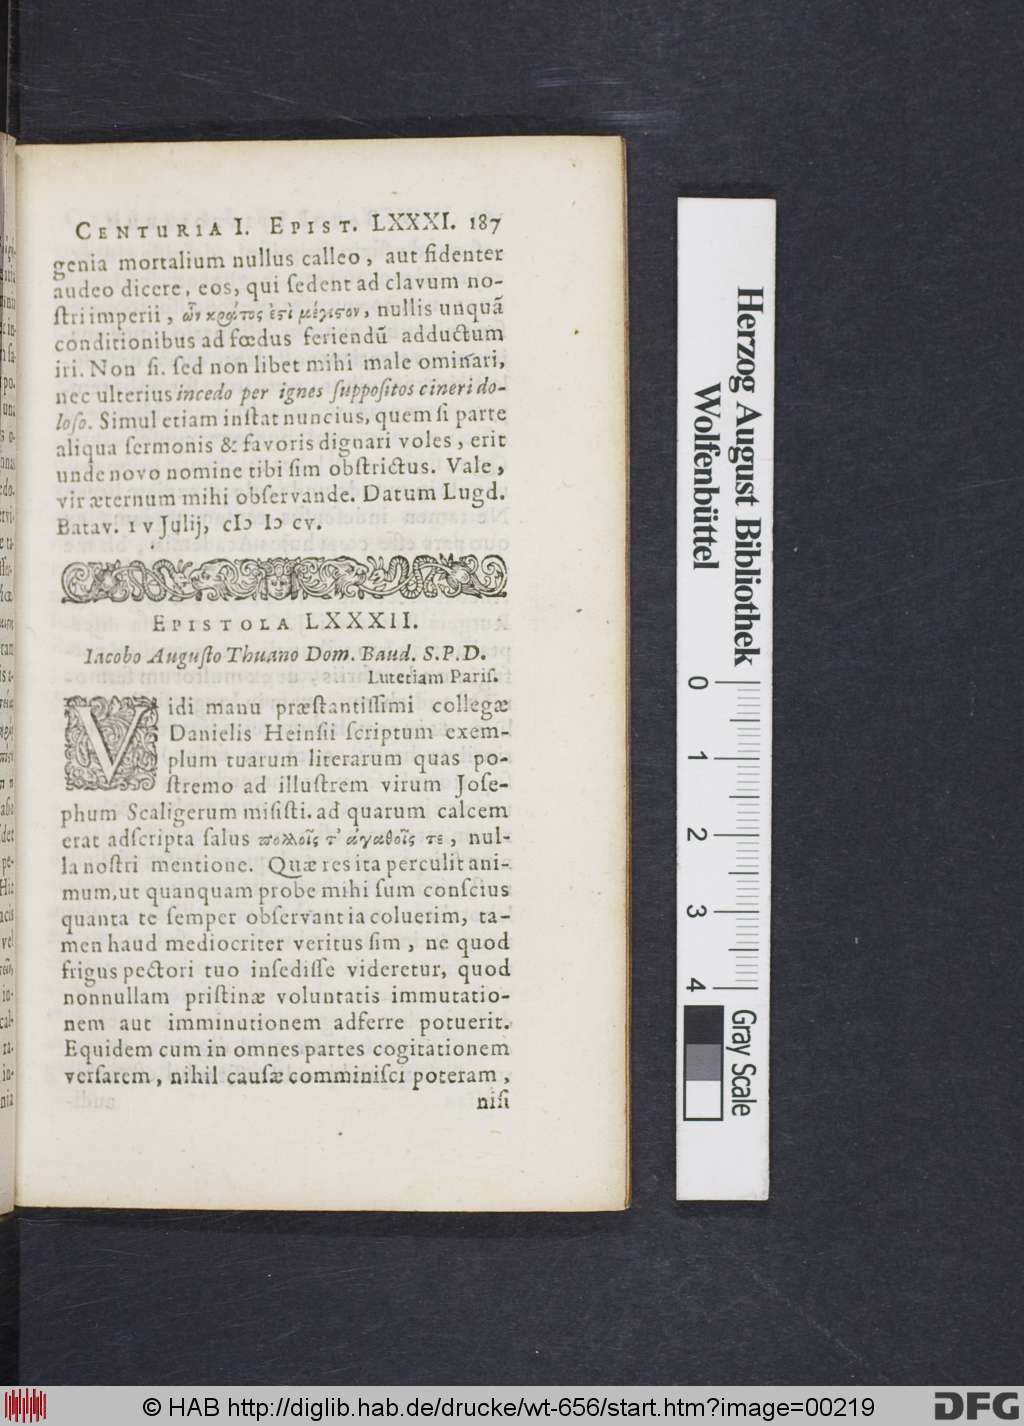 CENTURIA I. EPIST. LXXXI. 187
genia mortalium nullus calleo, aut fidenter
audeo dicere, eos, qui ſedent ad clavum no-
ſtri imperii, ὧν κράτος ἐστὶ μέγιστον, nullis unquã
conditionibus ad fœdus feriendũ adductum
iri. Non ſi. ſed non libet mihi male ominari,
nec ulterius incedo per ignes ſuppoſitos cineri do-
loſo. Simul etiam inſtat nuncius, quem ſi parte
aliqua ſermonis & favoris dignari voles, erit
unde novo nomine tibi ſim obſtrictus. Vale,
vir æternum mihi obſervande. Datum Lugd.
Batav. IV Julij, cIↄ Iↄ cv.
EPISTOLA LXXXII.
Iacobo Auguſto Thuano Dom. Baud. S.P.D.
Lutetiam Pariſ.
Vidi manu præſtantiſſimi collegæ
Danielis Heinſii ſcriptum exem-
plum tuarum literarum quas po-
ſtremo ad illuſtrem virum Joſe-
phum Scaligerum miſiſti. ad quarum calcem
erat adſcripta ſalus πολλοῖς τ' ἀγαθοῖς τε, nul-
la noſtri mentione. Quæ res ita perculit ani-
mum, ut quanquam probe mihi ſum conſcius
quanta te ſemper obſervantia coluerim, ta-
men haud mediocriter veritus ſim, ne quod
frigus pectori tuo inſediſſe videretur, quod
nonnullam priſtinæ voluntatis immutatio-
nem aut imminutionem adferre potuerit.
Equidem cum in omnes partes cogitationem
verſarem, nihil cauſæ comminiſci poteram,
niſi
Herzog August Bibliothek
Wolfenbüttel
0 1 2 3 4
Gray Scale
© HAB http://diglib.hab.de/drucke/wt-656/start.htm?image=00219
DFG